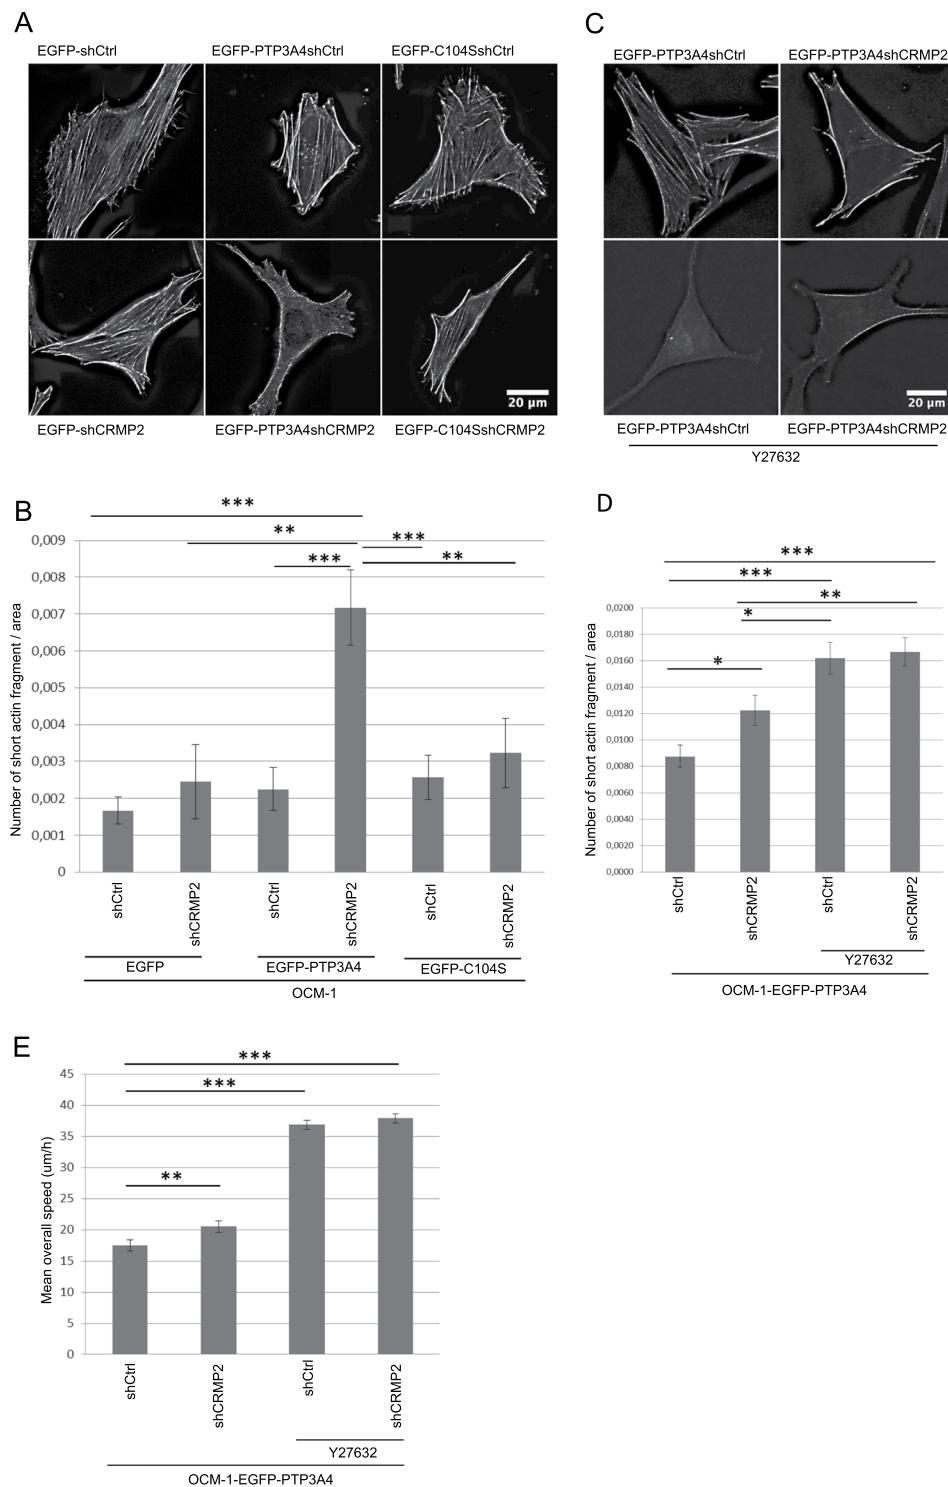 A
EGFP-shCtrl
EGFP-PTP3A4shCtrl
EGFP-C104SshCtrl
20 µm
EGFP-shCRMP2
EGFP-PTP3A4shCRMP2
EGFP-C104SshCRMP2
C
EGFP-PTP3A4shCtrl
EGFP-PTP3A4shCRMP2
20 µm
EGFP-PTP3A4shCtrl
EGFP-PTP3A4shCRMP2
Y27632
B
***
**
***
***
**
Number of short actin fragment / area
0,009
0,008
0,007
0,006
0,005
0,004
0,003
0,002
0,001
0
shCtrl
shCRMP2
shCtrl
shCRMP2
shCtrl
shCRMP2
EGFP
EGFP-PTP3A4
EGFP-C104S
OCM-1
D
***
***
**
*
*
Number of short actin fragment / area
0,0200
0,0180
0,0160
0,0140
0,0120
0,0100
0,0080
0,0060
0,0040
0,0020
0,0000
shCtrl
shCRMP2
shCtrl
shCRMP2
Y27632
OCM-1-EGFP-PTP3A4
E
***
***
**
Mean overall speed (um/h)
45
40
35
30
25
20
15
10
5
0
shCtrl
shCRMP2
shCtrl
shCRMP2
Y27632
OCM-1-EGFP-PTP3A4